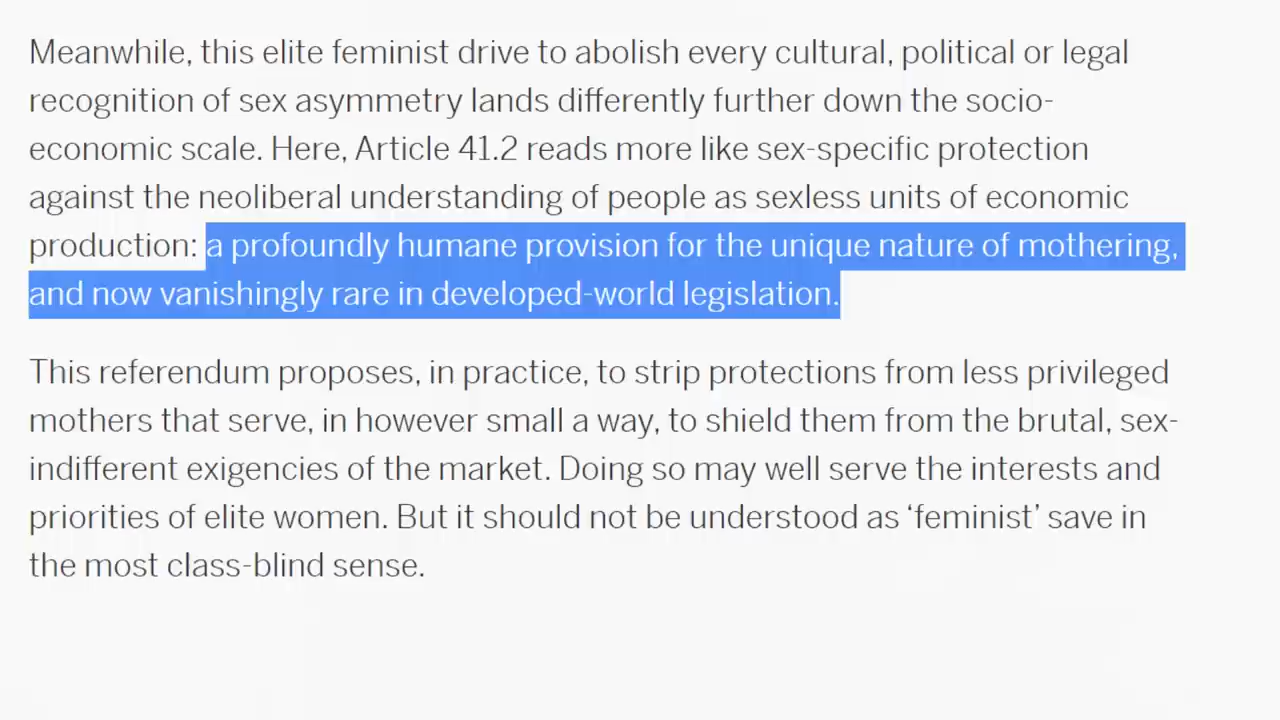 Meanwhile, this elite feminist drive to abolish every cultural, political or legal
recognition of sex asymmetry lands differently further down the socio-
economic scale. Here, Article 41.2 reads more like sex-specific protection
against the neoliberal understanding of people as sexless units of economic
production: a profoundly humane provision for the unique nature of mothering,
and now vanishingly rare in developed-world legislation.
This referendum proposes, in practice, to strip protections from less privileged
mothers that serve, in however small a way, to shield them from the brutal, sex-
indifferent exigencies of the market. Doing so may well serve the interests and
priorities of elite women. But it should not be understood as ‘feminist’ save in
the most class-blind sense.